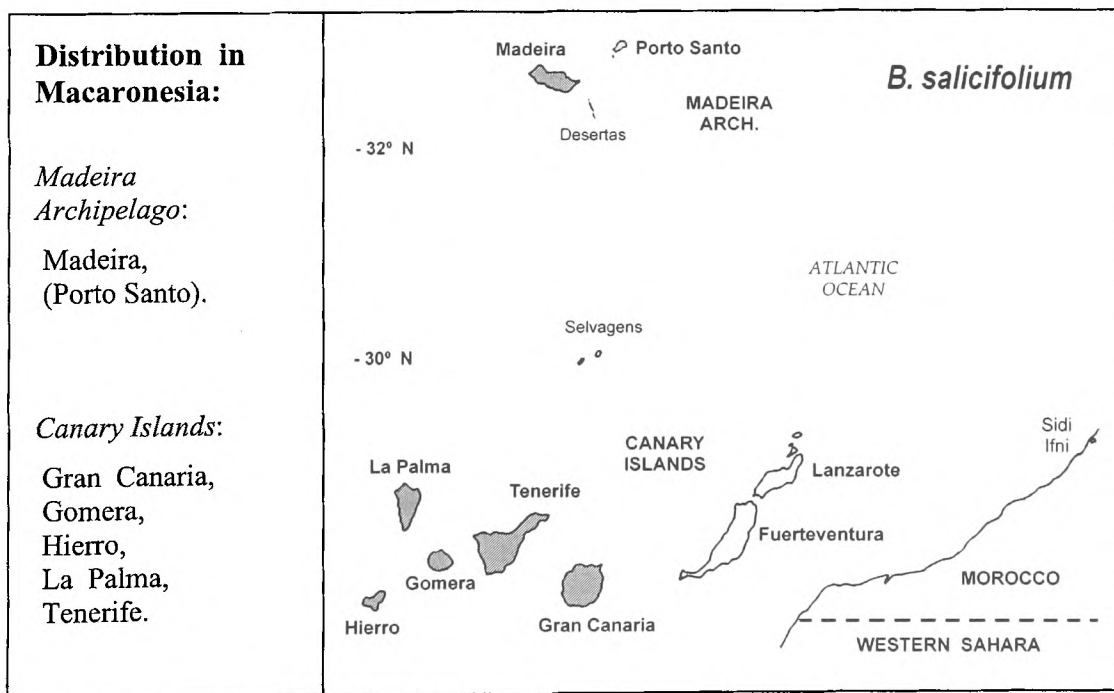 Distribution in
Macaronesia:
Madeira
Archipelago:
Madeira,
(Porto Santo).
Canary Islands:
Gran Canaria,
Gomera,
Hierro,
La Palma,
Tenerife.
B. salicifolium
Madeira
Porto Santo
MADEIRA
ARCH.
Desertas
- 32° N
ATLANTIC
OCEAN
Selvagens
- 30° N
CANARY
ISLANDS
Sidi
Ifni
La Palma
Lanzarote
Tenerife
Fuerteventura
Gomera
MOROCCO
Hierro
Gran Canaria
WESTERN SAHARA